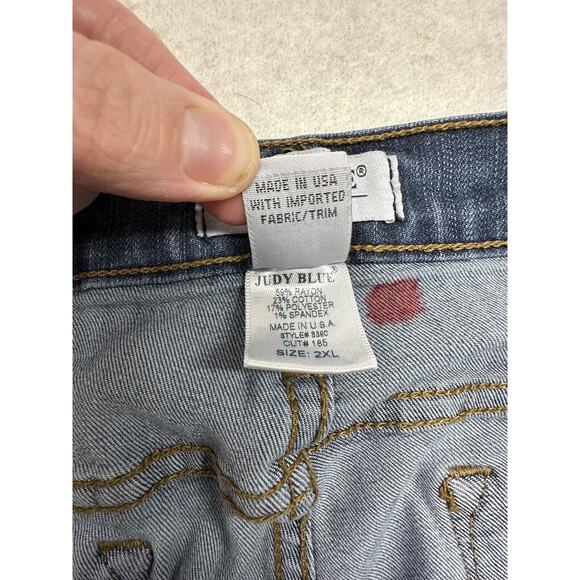 MADE IN USA
WITH IMPORTED
FABRIC/TRIM
E®
JUDY BLUE®
59% RAYON
23% COTTON
17% POLYESTER
1% SPANDEX
MADE IN U.S.A.
CUT# 185
SIZE: 2XL